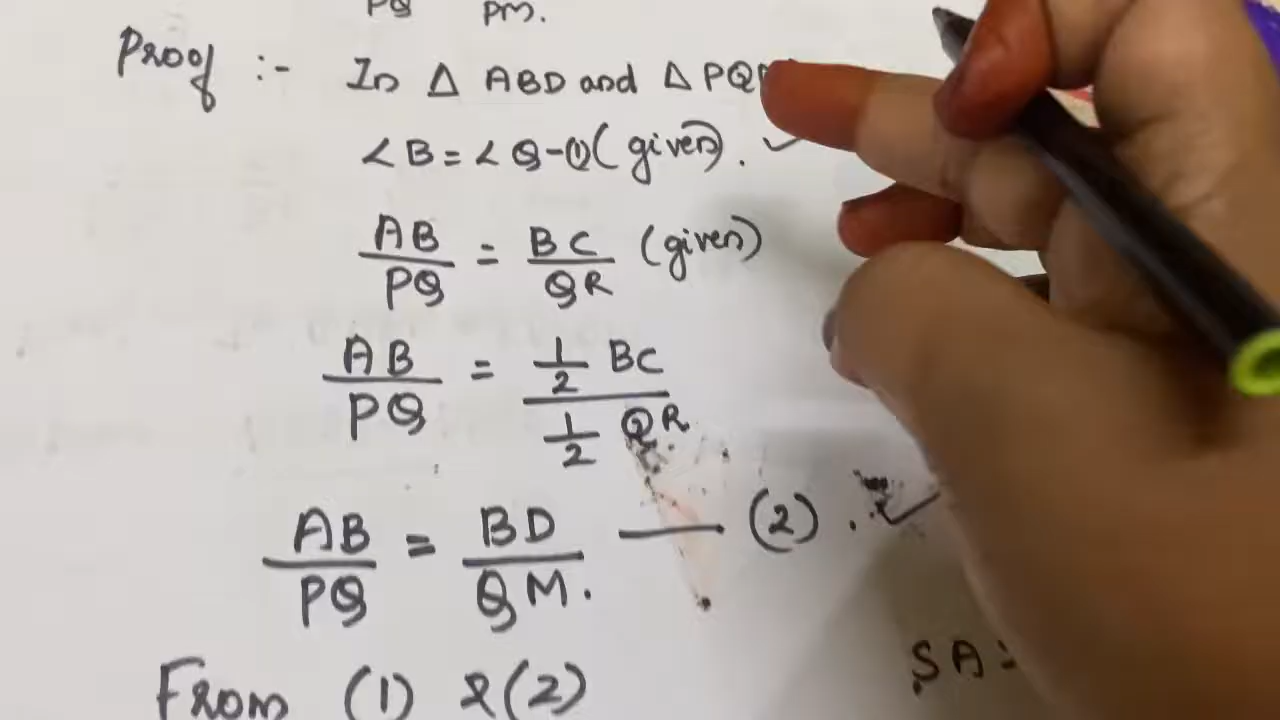 PQ PM.
Proof :- In Δ ABD and Δ PQ
∠B = ∠Q -① (given). ✓
AB/PQ = BC/QR (given)
AB/PQ = 1/2 BC / 1/2 QR
AB/PQ = BD/QM. — (2). ✓
SA =
From (1) & (2)